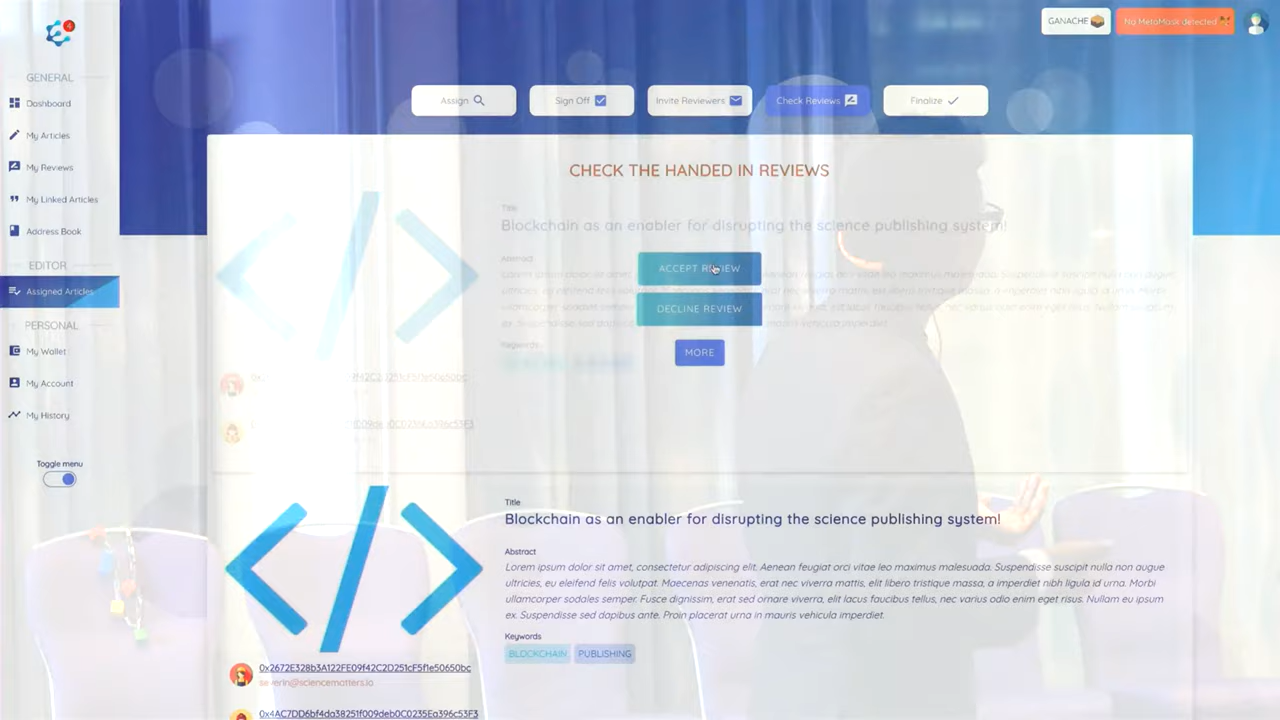 4
GANACHE
No MetaMask detected
GENERAL
Dashboard
My Articles
My Reviews
My Linked Articles
Address Book
EDITOR
Assigned Articles
PERSONAL
My Wallet
My Account
My History
Toggle menu
Assign
Sign Off
Invite Reviewers
Check Reviews
Finalize
CHECK THE HANDED IN REVIEWS
Title
Blockchain as an enabler for disrupting the science publishing system!
Abstract
ACCEPT REVIEW
DECLINE REVIEW
Keywords
MORE
Title
Blockchain as an enabler for disrupting the science publishing system!
Abstract
Lorem ipsum dolor sit amet, consectetur adipiscing elit. Aenean feugiat orci vitae leo maximus malesuada. Suspendisse suscipit nulla non augue
ultricies, eu eleifend felis volutpat. Maecenas venenatis, erat nec viverra mattis, elit libero tristique massa, a imperdiet nibh ligula id urna. Morbi
ullamcorper sodales semper. Fusce dignissim, erat sed ornare viverra, elit lacus faucibus tellus, nec varius odio enim eget risus. Nullam eu ipsum
ex. Suspendisse sed dapibus ante. Proin placerat urna in mauris vehicula imperdiet.
Keywords
BLOCKCHAIN
PUBLISHING
0x2672E328b3A122FE09f42C2D251cF5f1e50650bc
severin@sciencematters.io
0x4AC7DD6bf4da38251f009deb0C0235Ea396c53F3